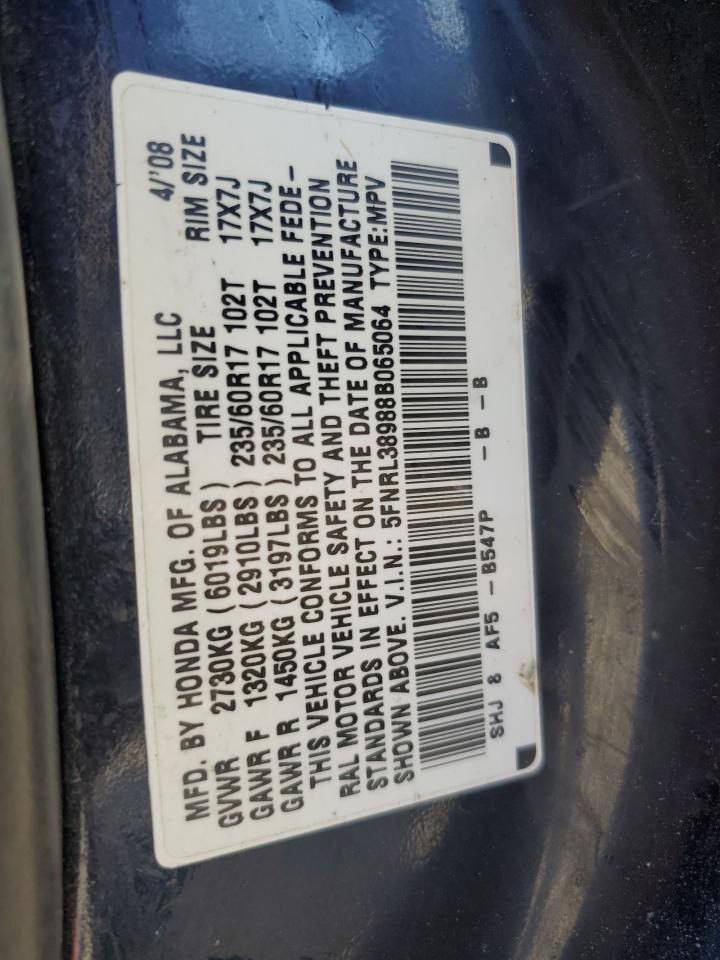 MFD. BY HONDA MFG. OF ALABAMA, LLC 4/'08
GVWR 2730KG (6019LBS) TIRE SIZE RIM SIZE
GAWR F 1320KG (2910LBS) 235/60R17 102T 17X7J
GAWR R 1450KG (3197LBS) 235/60R17 102T 17X7J
THIS VEHICLE CONFORMS TO ALL APPLICABLE FEDE-
RAL MOTOR VEHICLE SAFETY AND THEFT PREVENTION
STANDARDS IN EFFECT ON THE DATE OF MANUFACTURE
SHOWN ABOVE. V.I.N.: 5FNRL38988B065064 TYPE:MPV
SHJ 8 AF5 -B547P -B -B